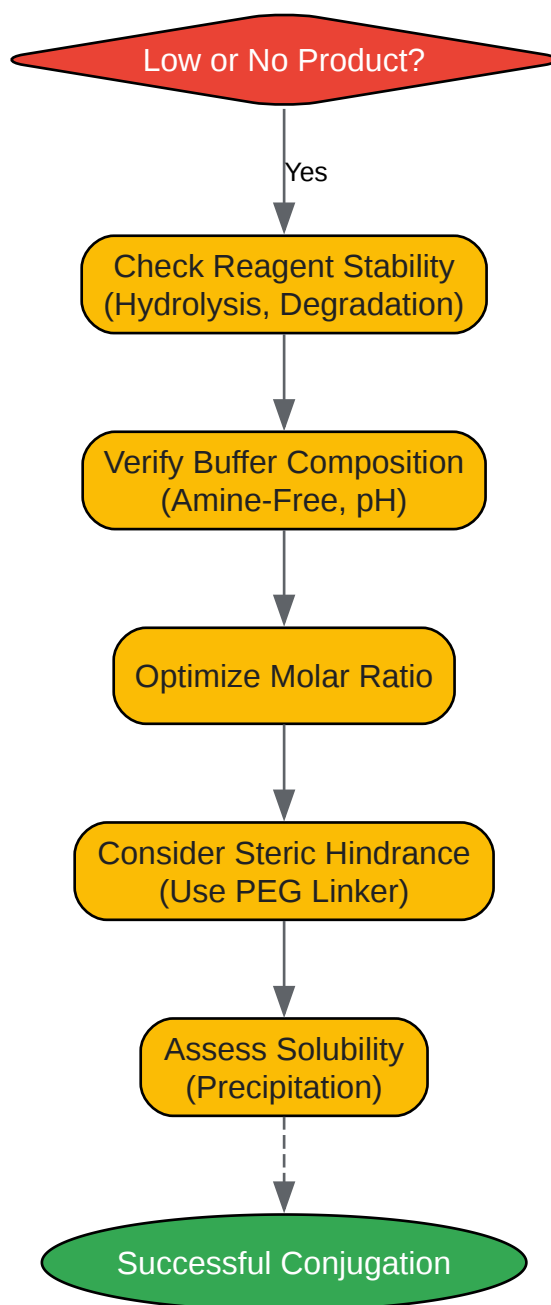 Low or No Product?
Yes
Check Reagent Stability
(Hydrolysis, Degradation)
Verify Buffer Composition
(Amine-Free, pH)
Optimize Molar Ratio
Consider Steric Hindrance
(Use PEG Linker)
Assess Solubility
(Precipitation)
Successful Conjugation